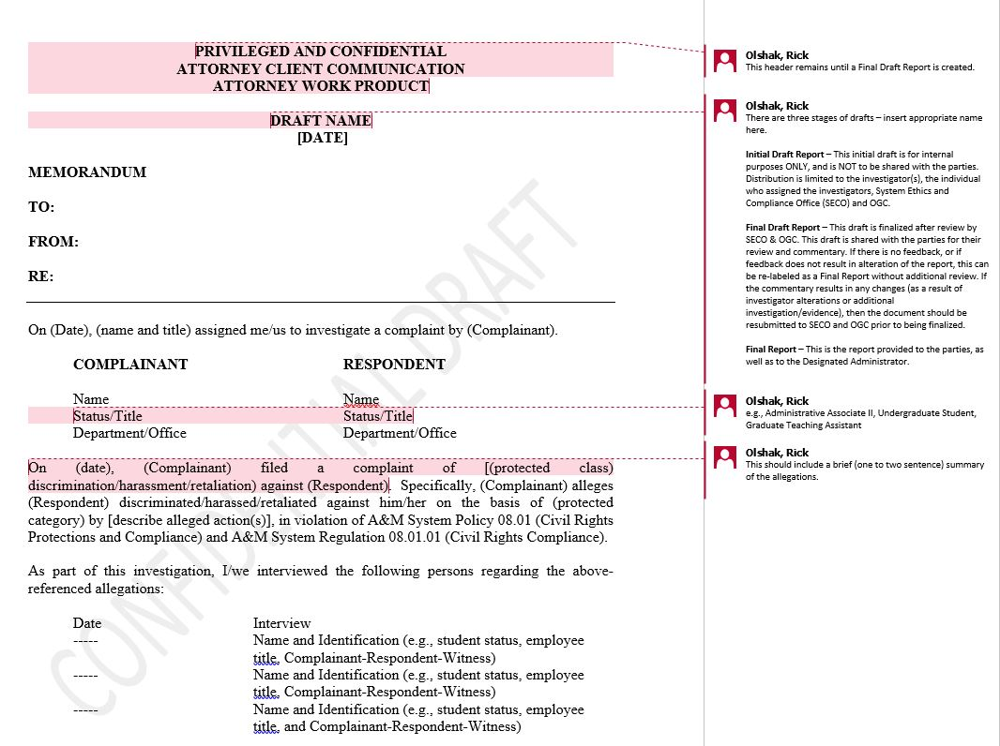 PRIVILEGED AND CONFIDENTIAL
ATTORNEY CLIENT COMMUNICATION
ATTORNEY WORK PRODUCT
DRAFT NAME
[DATE]
MEMORANDUM
TO:
FROM:
RE:
On (Date), (name and title) assigned me/us to investigate a complaint by (Complainant).
COMPLAINANT RESPONDENT
Name Name
Status/Title Status/Title
Department/Office Department/Office
On (date), (Complainant) filed a complaint of [(protected class)
discrimination/harassment/retaliation) against (Respondent). Specifically, (Complainant) alleges
(Respondent) discriminated/harassed/retaliated against him/her on the basis of (protected
category) by [describe alleged action(s)], in violation of A&M System Policy 08.01 (Civil Rights
Protections and Compliance) and A&M System Regulation 08.01.01 (Civil Rights Compliance).
As part of this investigation, I/we interviewed the following persons regarding the above-
referenced allegations:
Date Interview
----- Name and Identification (e.g., student status, employee
title, Complainant-Respondent-Witness)
----- Name and Identification (e.g., student status, employee
title, Complainant-Respondent-Witness)
----- Name and Identification (e.g., student status, employee
title, and Complainant-Respondent-Witness)
CONFIDENTIAL DRAFT
Olshak, Rick
This header remains until a Final Draft Report is created.
Olshak, Rick
There are three stages of drafts – insert appropriate name
here.
Initial Draft Report – This initial draft is for internal
purposes ONLY, and is NOT to be shared with the parties.
Distribution is limited to the investigator(s), the individual
who assigned the investigators, System Ethics and
Compliance Office (SECO) and OGC.
Final Draft Report – This draft is finalized after review by
SECO & OGC. This draft is shared with the parties for their
review and commentary. If there is no feedback, or if
feedback does not result in alteration of the report, this can
be re-labeled as a Final Report without additional review. If
the commentary results in any changes (as a result of
investigator alterations or additional
investigation/evidence), then the document should be
resubmitted to SECO and OGC prior to being finalized.
Final Report – This is the report provided to the parties, as
well as to the Designated Administrator.
Olshak, Rick
e.g., Administrative Associate II, Undergraduate Student,
Graduate Teaching Assistant
Olshak, Rick
This should include a brief (one to two sentence) summary
of the allegations.